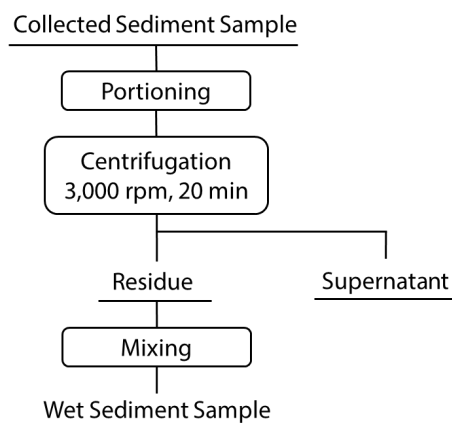 Collected Sediment Sample
Portioning
Centrifugation
3,000 rpm, 20 min
Residue
Supernatant
Mixing
Wet Sediment Sample